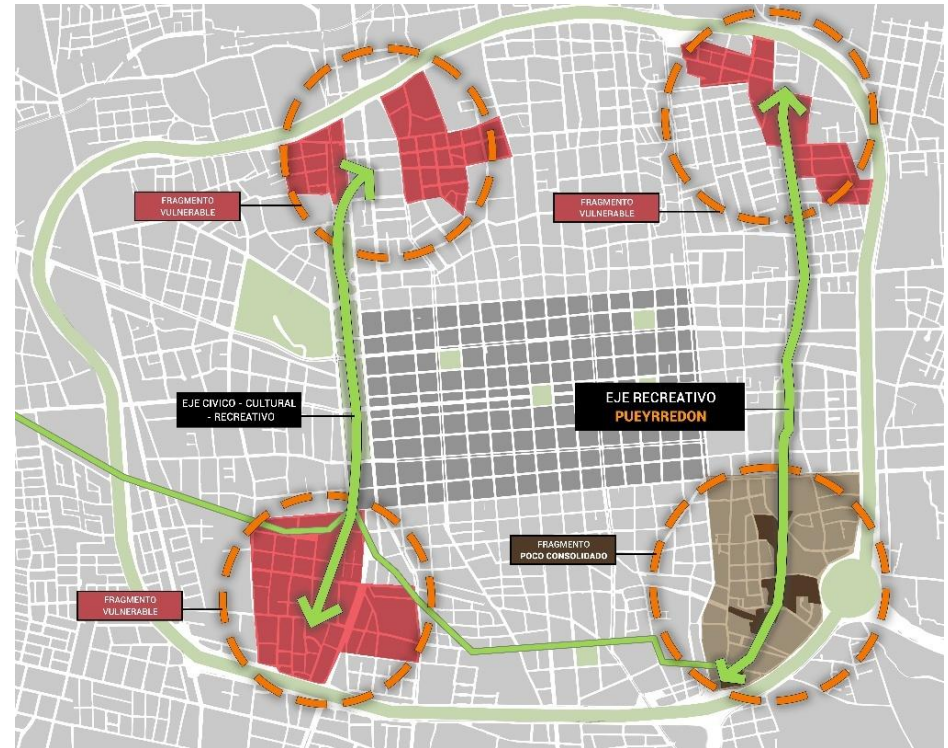 FRAGMENTO
VULNERABLE
FRAGMENTO
VULNERABLE
EJE CIVICO - CULTURAL
- RECREATIVO
EJE RECREATIVO
PUEYRREDON
FRAGMENTO
POCO CONSOLIDADO
FRAGMENTO
VULNERABLE